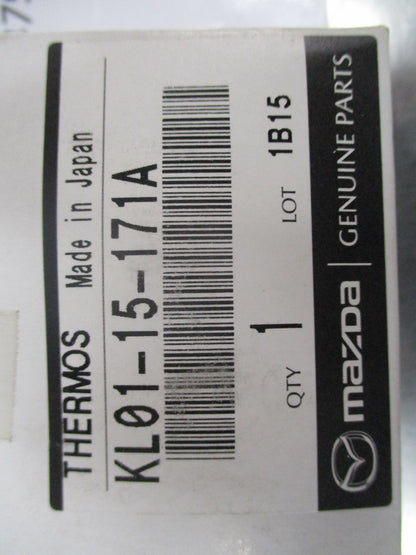 THERMOS Made in Japan
KL01-15-171A
QTY 1 LOT 1B15
mazda | GENUINE PARTS